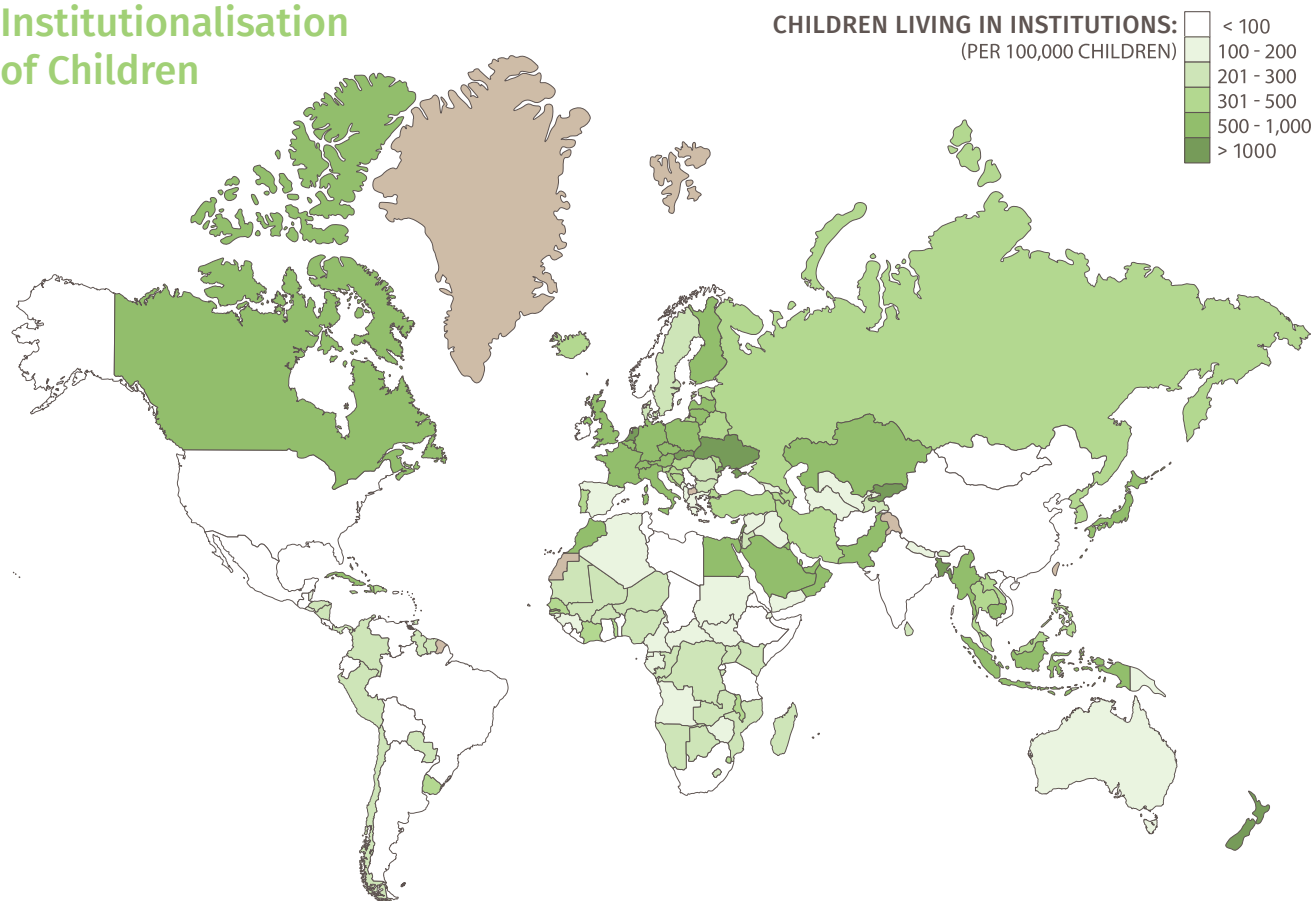 Institutionalisation
of Children
CHILDREN LIVING IN INSTITUTIONS:
(PER 100,000 CHILDREN)
< 100
100 - 200
201 - 300
301 - 500
500 - 1,000
> 1000